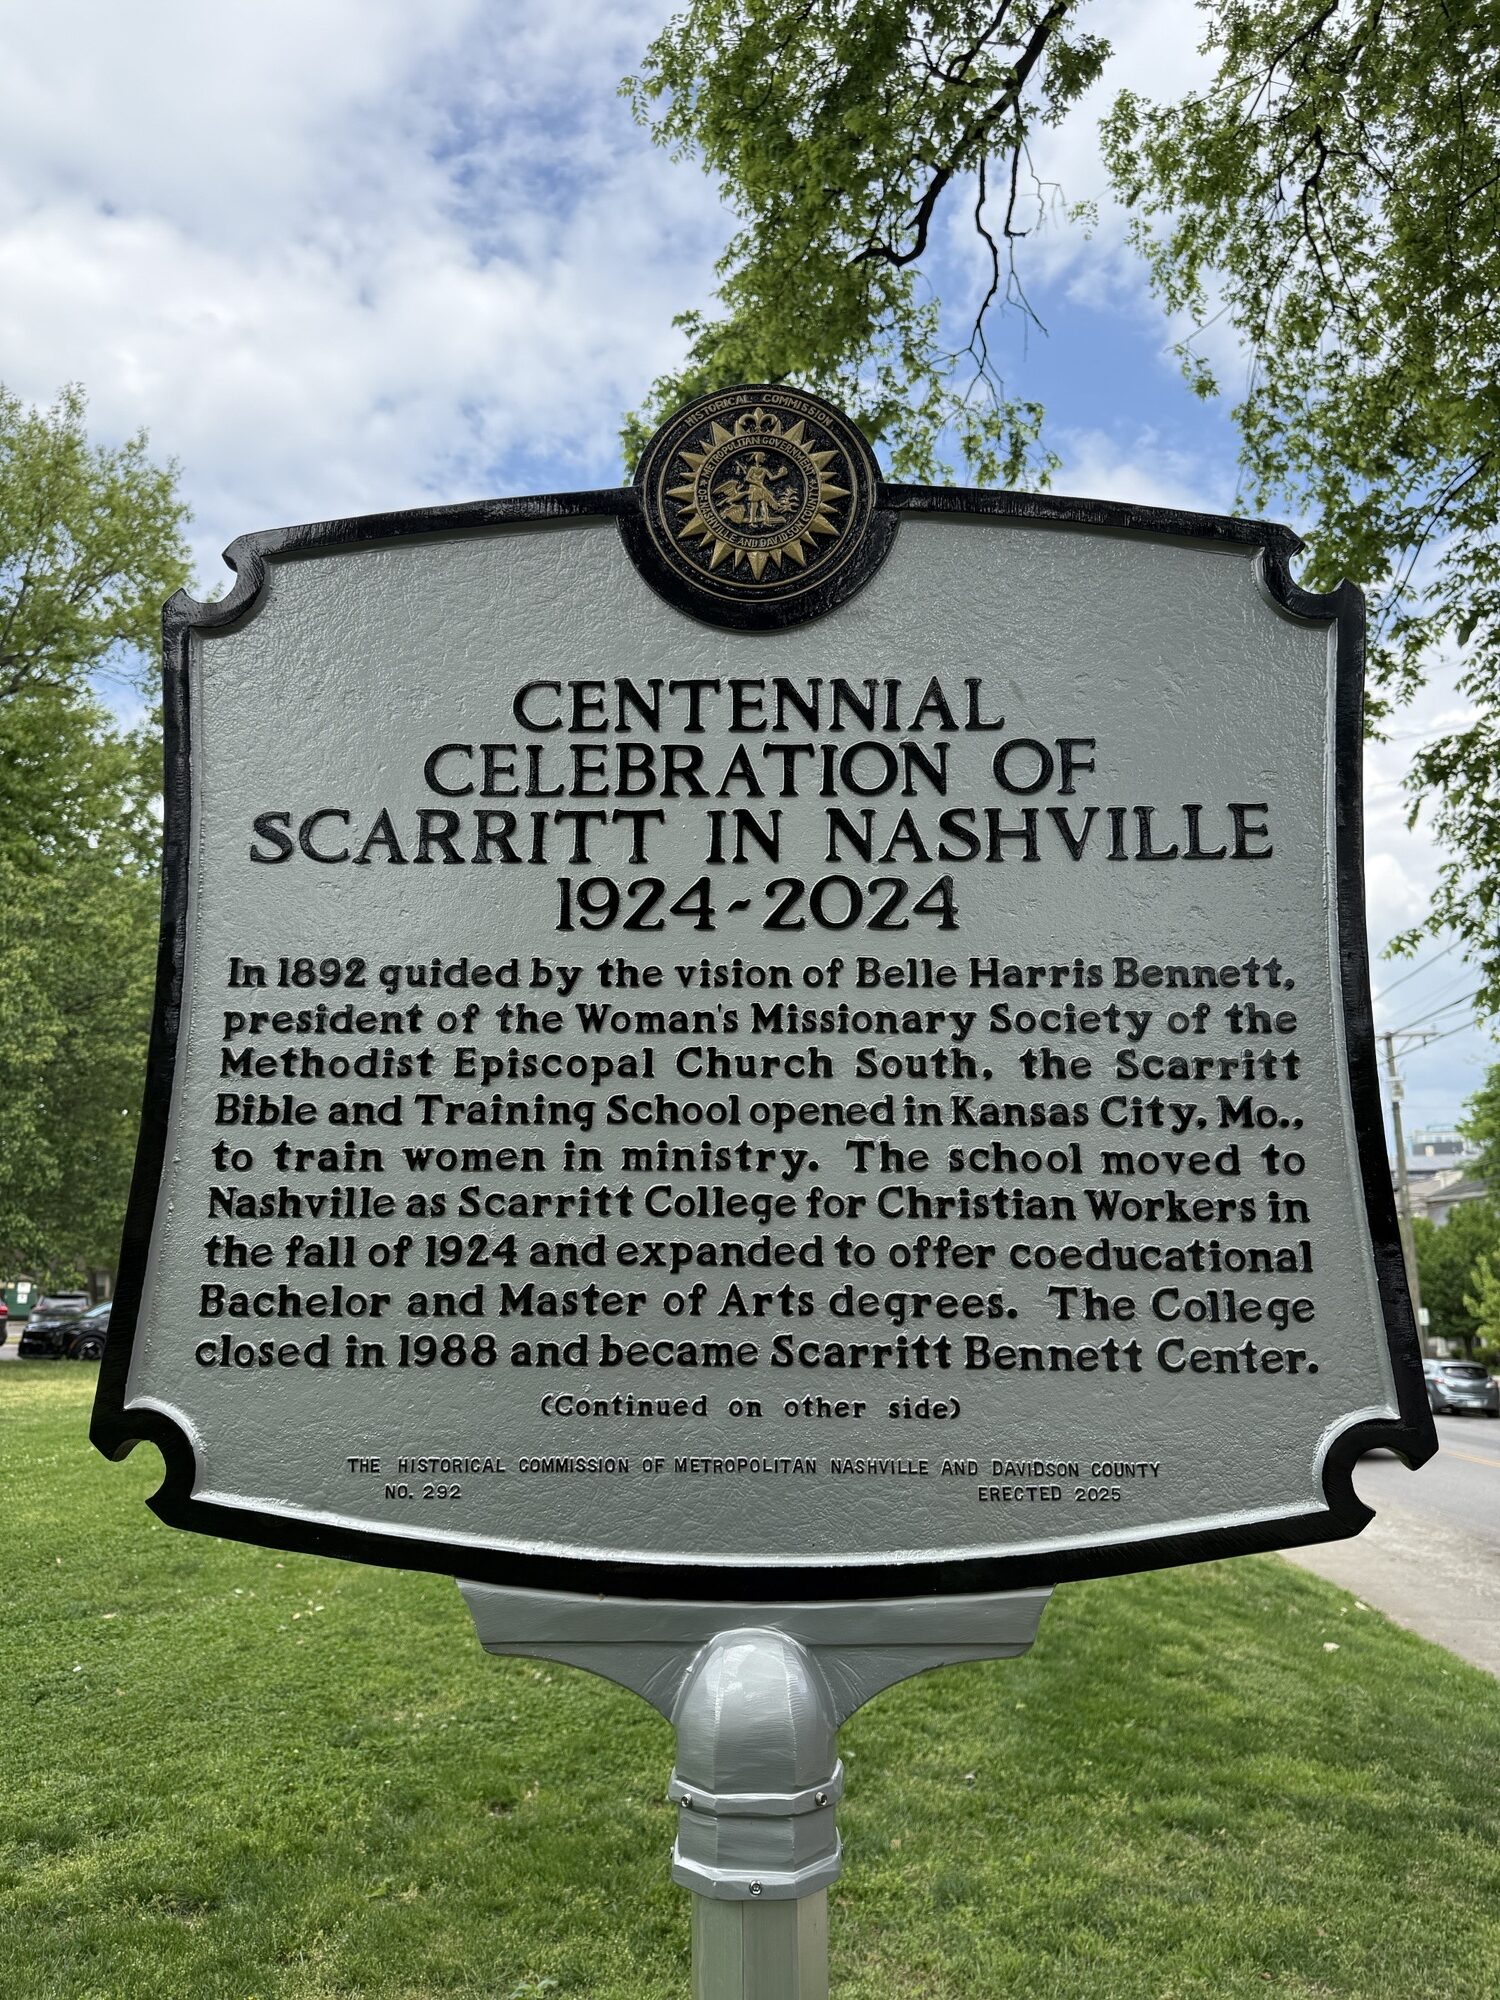 HISTORICAL COMMISSION
METROPOLITAN GOVERNMENT
OF NASHVILLE AND DAVIDSON COUNTY
CENTENNIAL
CELEBRATION OF
SCARRITT IN NASHVILLE
1924~2024
In 1892 guided by the vision of Belle Harris Bennett,
president of the Woman's Missionary Society of the
Methodist Episcopal Church South, the Scarritt
Bible and Training School opened in Kansas City, Mo.,
to train women in ministry. The school moved to
Nashville as Scarritt College for Christian Workers in
the fall of 1924 and expanded to offer coeducational
Bachelor and Master of Arts degrees. The College
closed in 1988 and became Scarritt Bennett Center.
(Continued on other side)
THE HISTORICAL COMMISSION OF METROPOLITAN NASHVILLE AND DAVIDSON COUNTY
NO. 292 ERECTED 2025